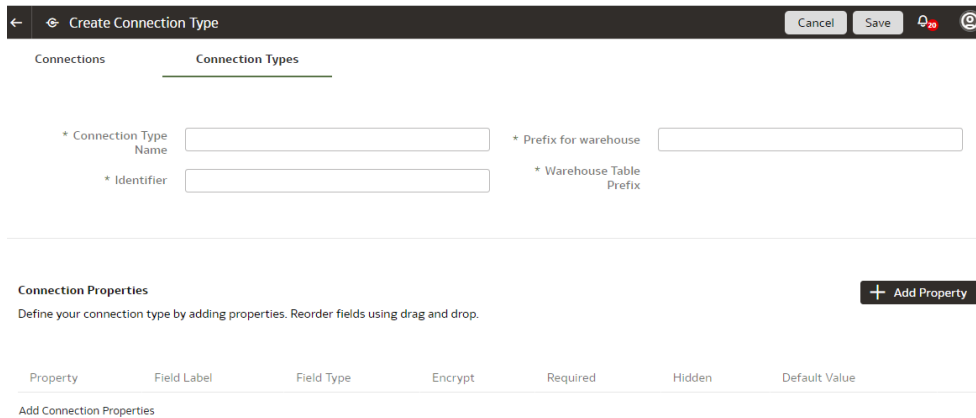 Create Connection Type
Cancel
Save
20
Connections
Connection Types
* Connection Type
Name
* Prefix for warehouse
* Identifier
* Warehouse Table
Prefix
Connection Properties
+ Add Property
Define your connection type by adding properties. Reorder fields using drag and drop.
Property Field Label Field Type Encrypt Required Hidden Default Value
Add Connection Properties